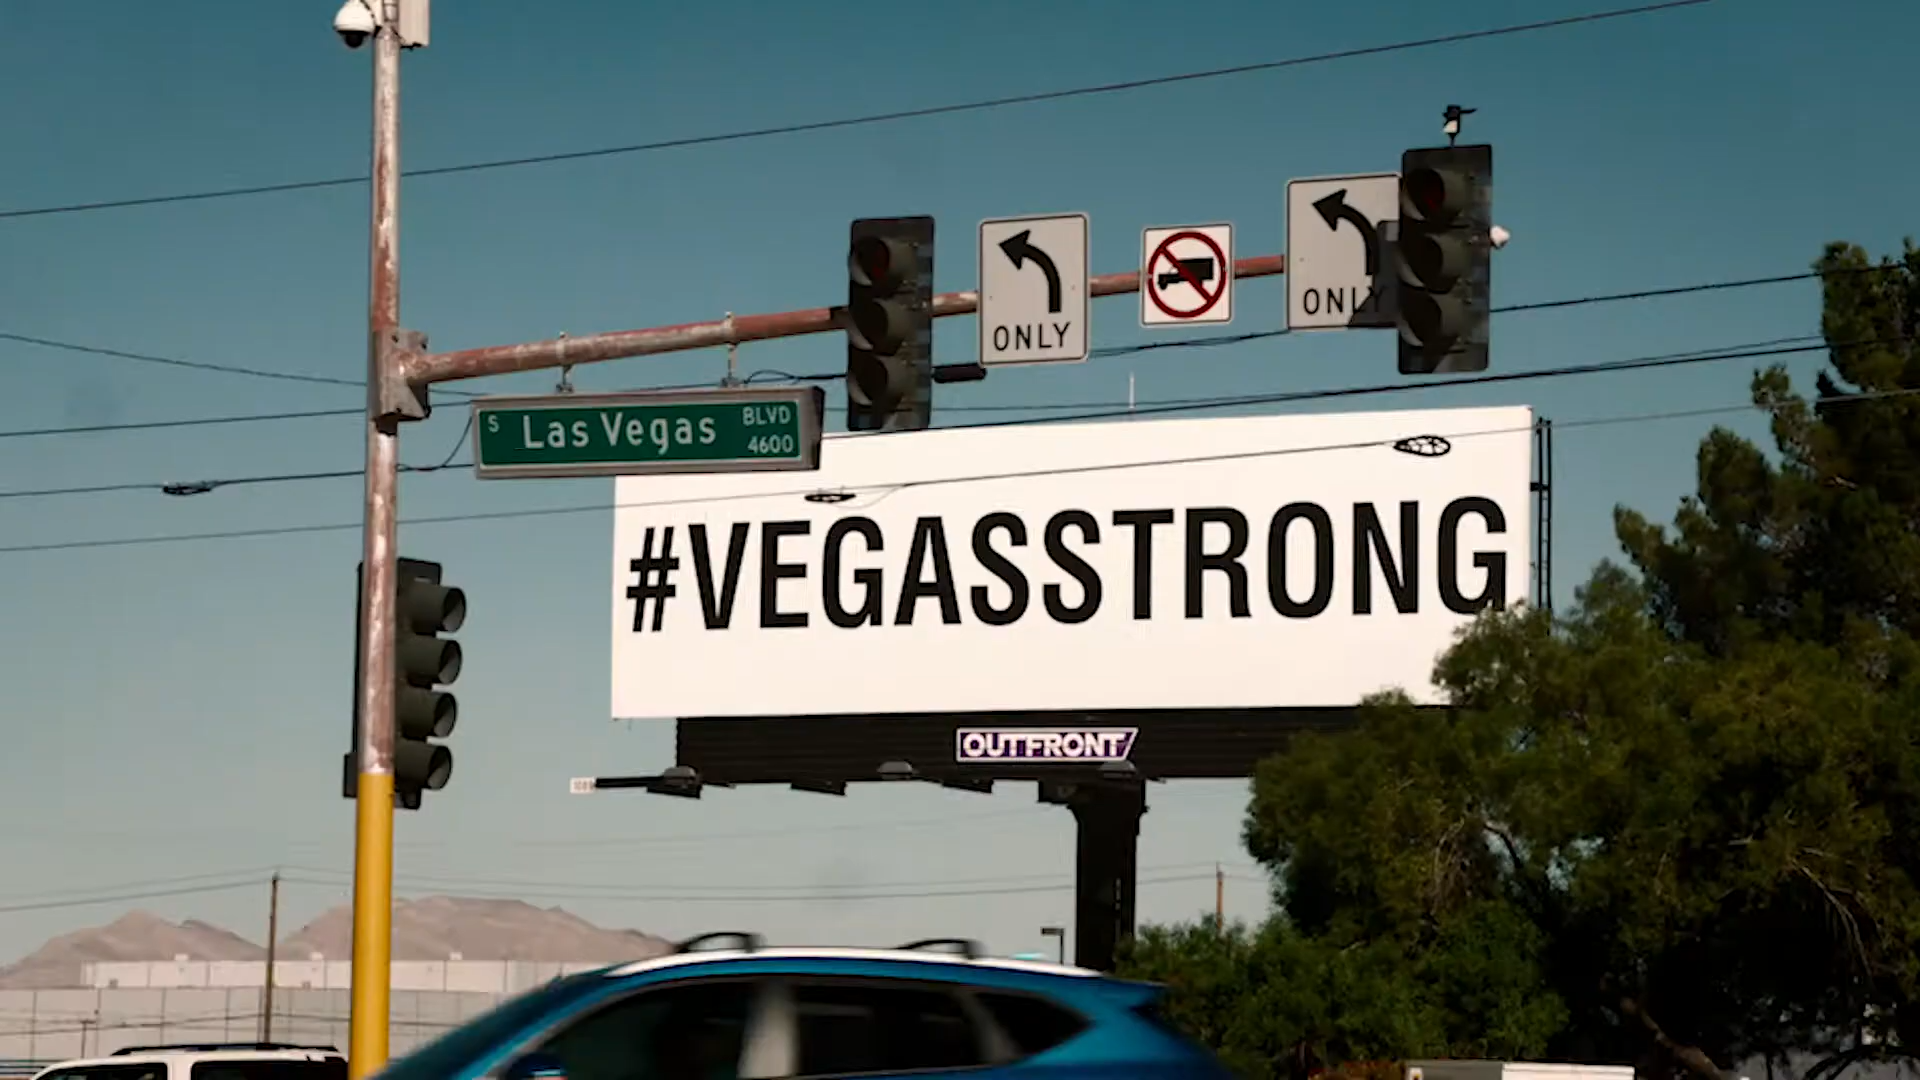 ONLY
ONLY
S Las Vegas BLVD
4600
#VEGASSTRONG
OUTFRONT